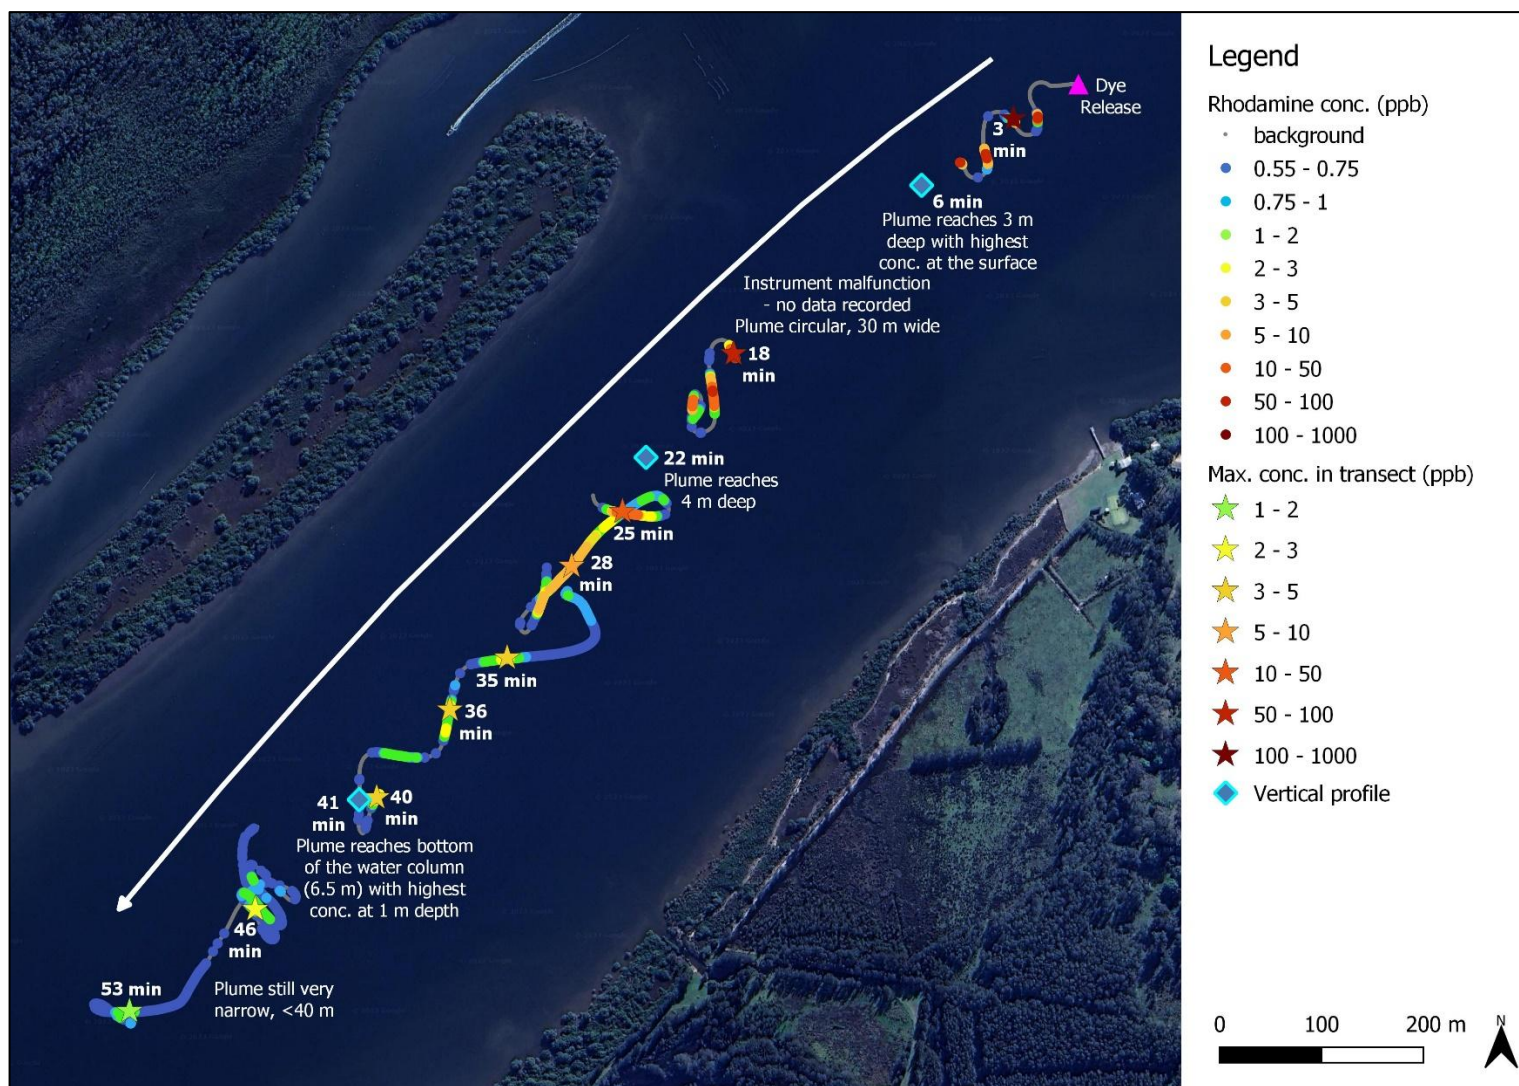 Dye
Release
3
min
6 min
Plume reaches 3 m
deep with highest
conc. at the surface
Instrument malfunction
- no data recorded
Plume circular, 30 m wide
18
min
22 min
Plume reaches
4 m deep
25 min
28
min
35 min
36
min
40
min
41
min
Plume reaches bottom
of the water column
(6.5 m) with highest
conc. at 1 m depth
46
min
Plume still very
narrow, <40 m
53 min
Legend
Rhodamine conc. (ppb)
background
0.55 - 0.75
0.75 - 1
1 - 2
2 - 3
3 - 5
5 - 10
10 - 50
50 - 100
100 - 1000
Max. conc. in transect (ppb)
1 - 2
2 - 3
3 - 5
5 - 10
10 - 50
50 - 100
100 - 1000
Vertical profile
0 100 200 m
N